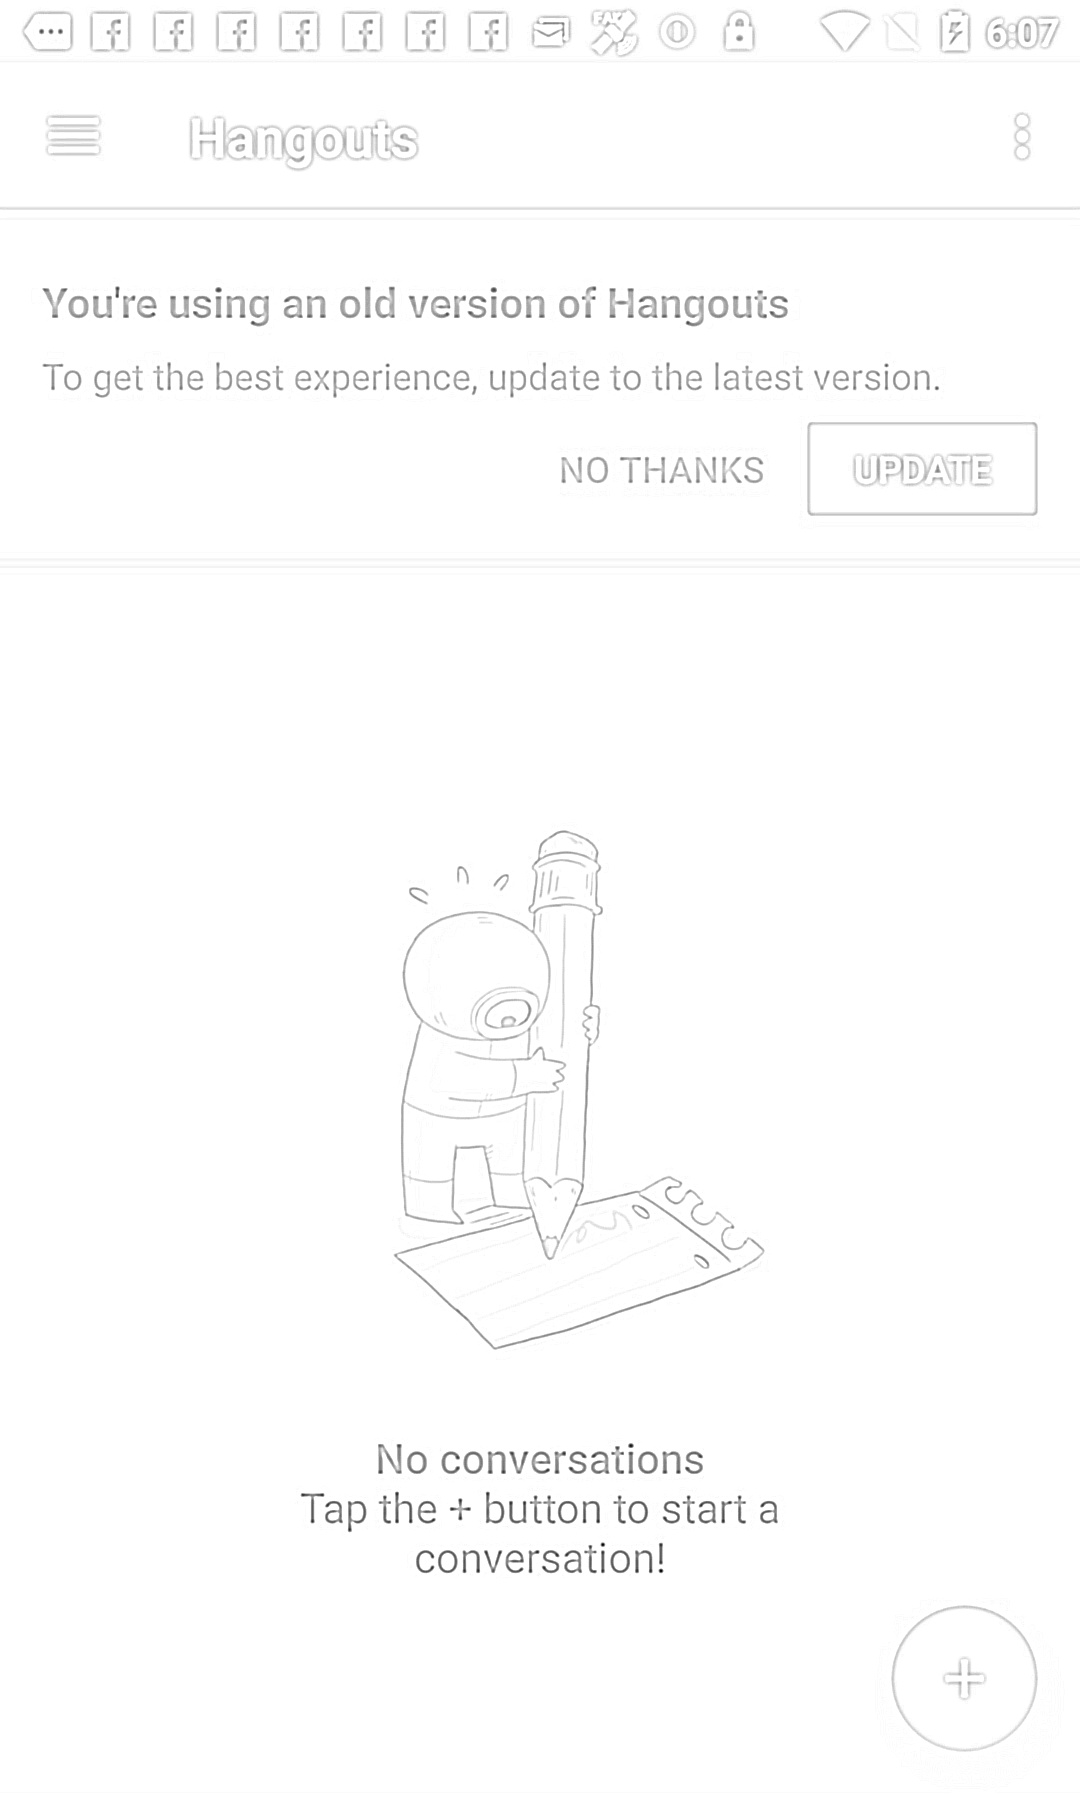 6:07
Hangouts
You're using an old version of Hangouts
To get the best experience, update to the latest version.
NO THANKS UPDATE
No conversations
Tap the + button to start a
conversation!